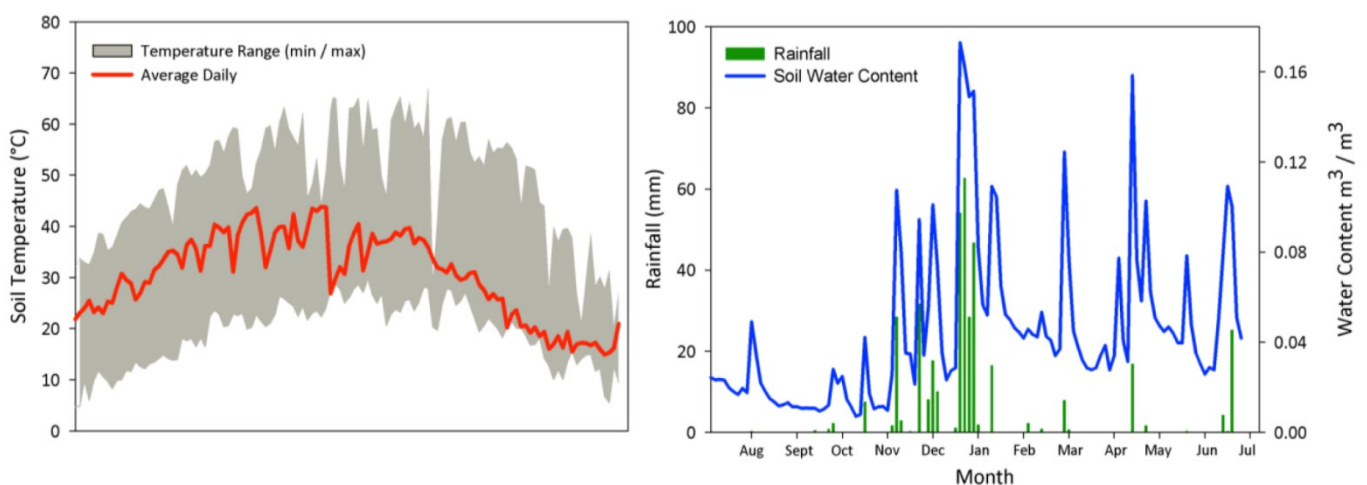 80
70
60
50
40
30
20
10
0
Soil Temperature (°C)
Temperature Range (min / max)
Average Daily
100
80
60
40
20
0
Rainfall (mm)
Rainfall
Soil Water Content
0.16
0.12
0.08
0.04
0.00
Water Content m³ / m³
Aug Sept Oct Nov Dec Jan Feb Mar Apr May Jun Jul
Month